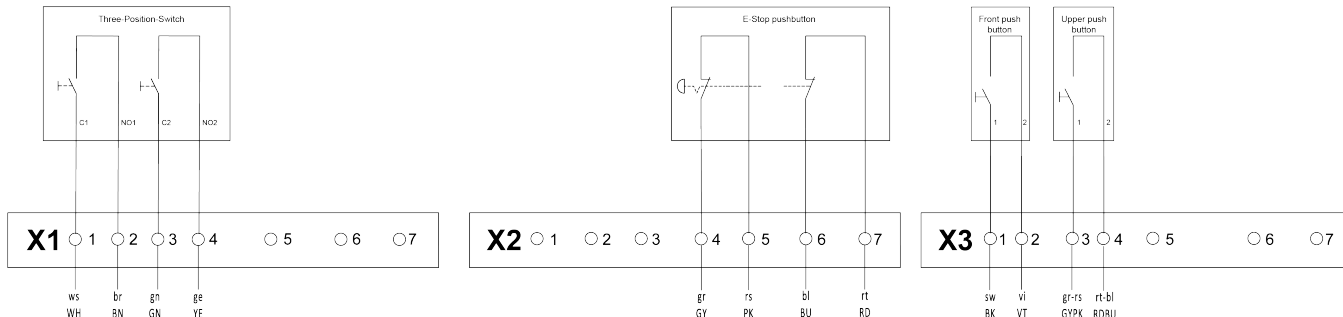 Three-Position-Switch
C1 NO1 C2 NO2
X1 1 2 3 4 5 6 7
ws br gn ge
WH BN GN YE
E-Stop pushbutton
X2 1 2 3 4 5 6 7
gr rs bl rt
GY PK BU RD
Front push
button
1 2
Upper push
button
1 2
X3 1 2 3 4 5 6 7
sw vi gr-rs rt-bl
BK VT GYPK RDBU